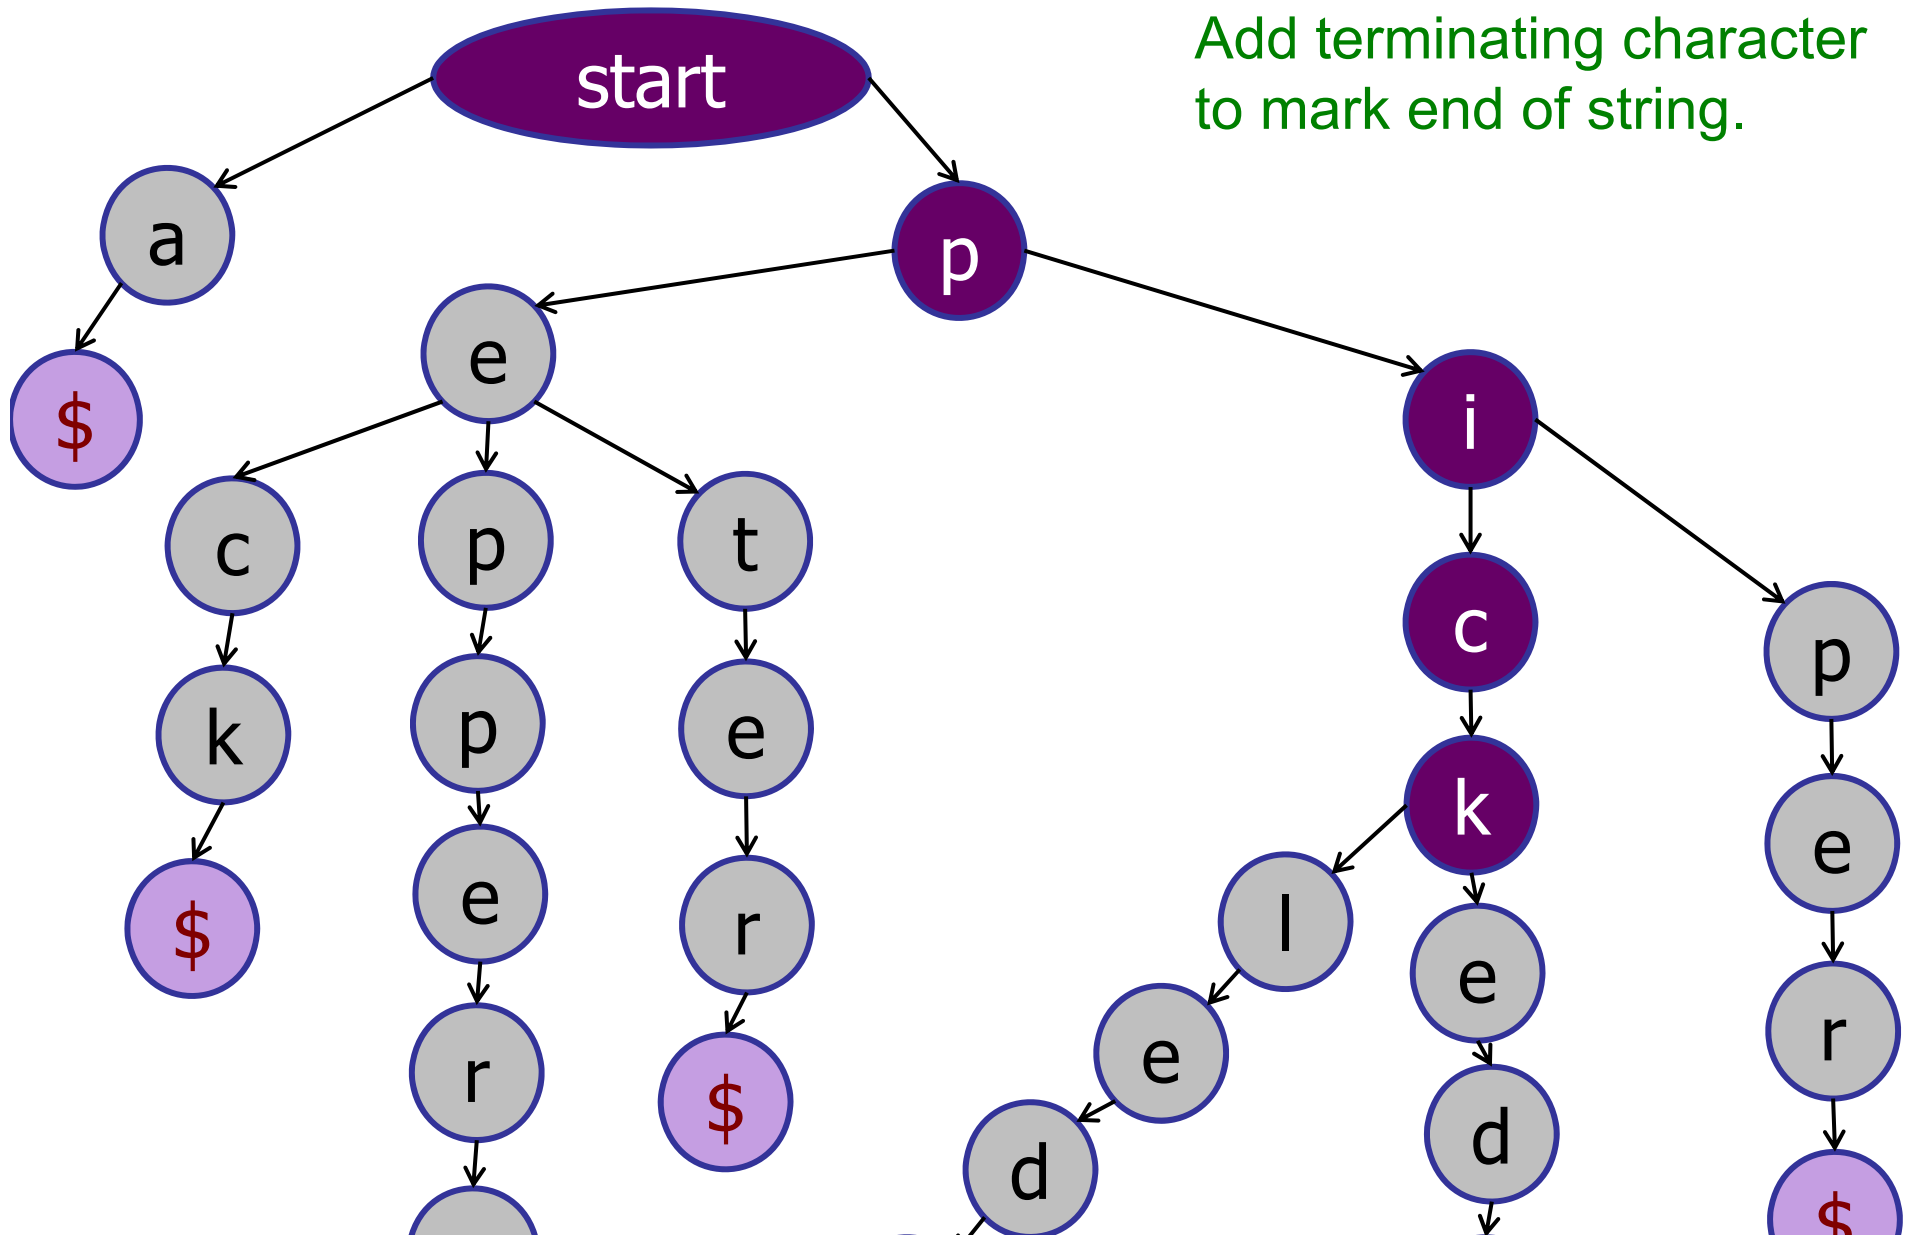 start
Add terminating character
to mark end of string.
a
p
e
i
$
c
p
t
c
p
k
p
e
k
e
$
e
r
l
e
r
$
e
d
r
d
$